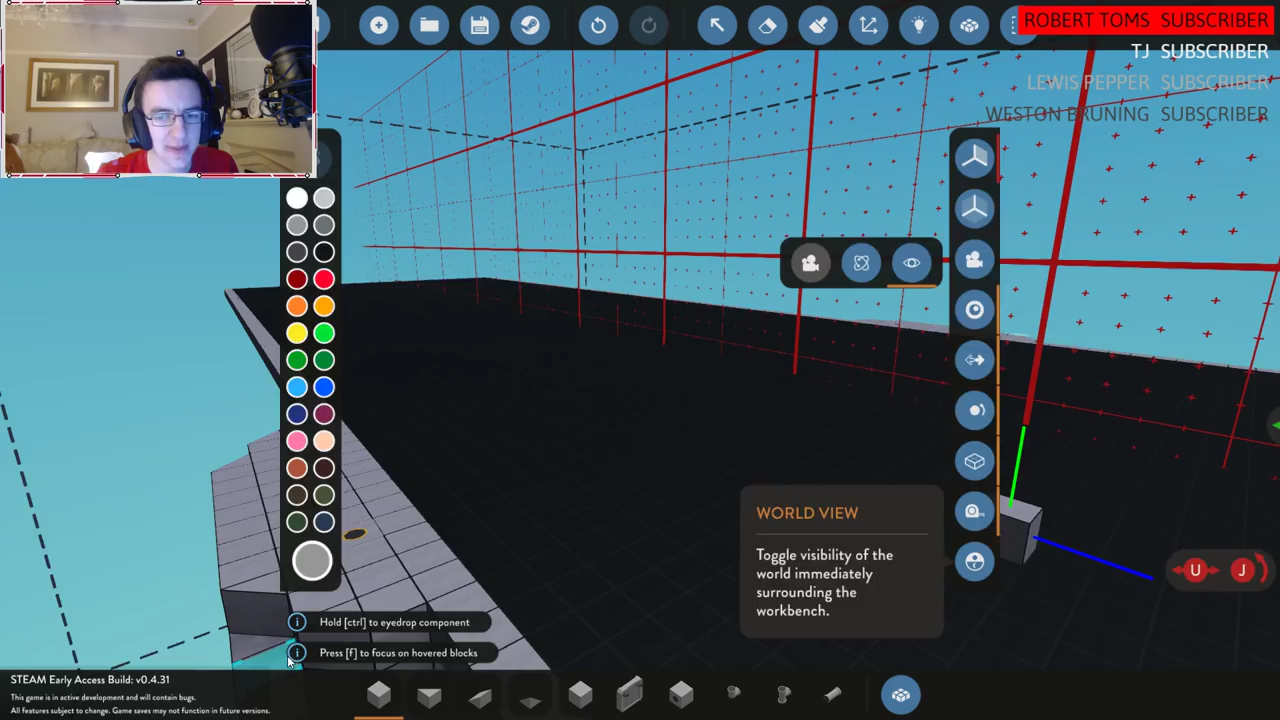 ROBERT TOMS SUBSCRIBER
TJ SUBSCRIBER
LEWIS PEPPER SUBSCRIBER
WESTON BRUNING SUBSCRIBER
WORLD VIEW
Toggle visibility of the
world immediately
surrounding the
workbench.
U J
Hold [ctrl] to eyedrop component
Press [f] to focus on hovered blocks
STEAM Early Access Build: v0.4.31
This game is in active development and will contain bugs.
All features subject to change. Game saves may not function in future versions.